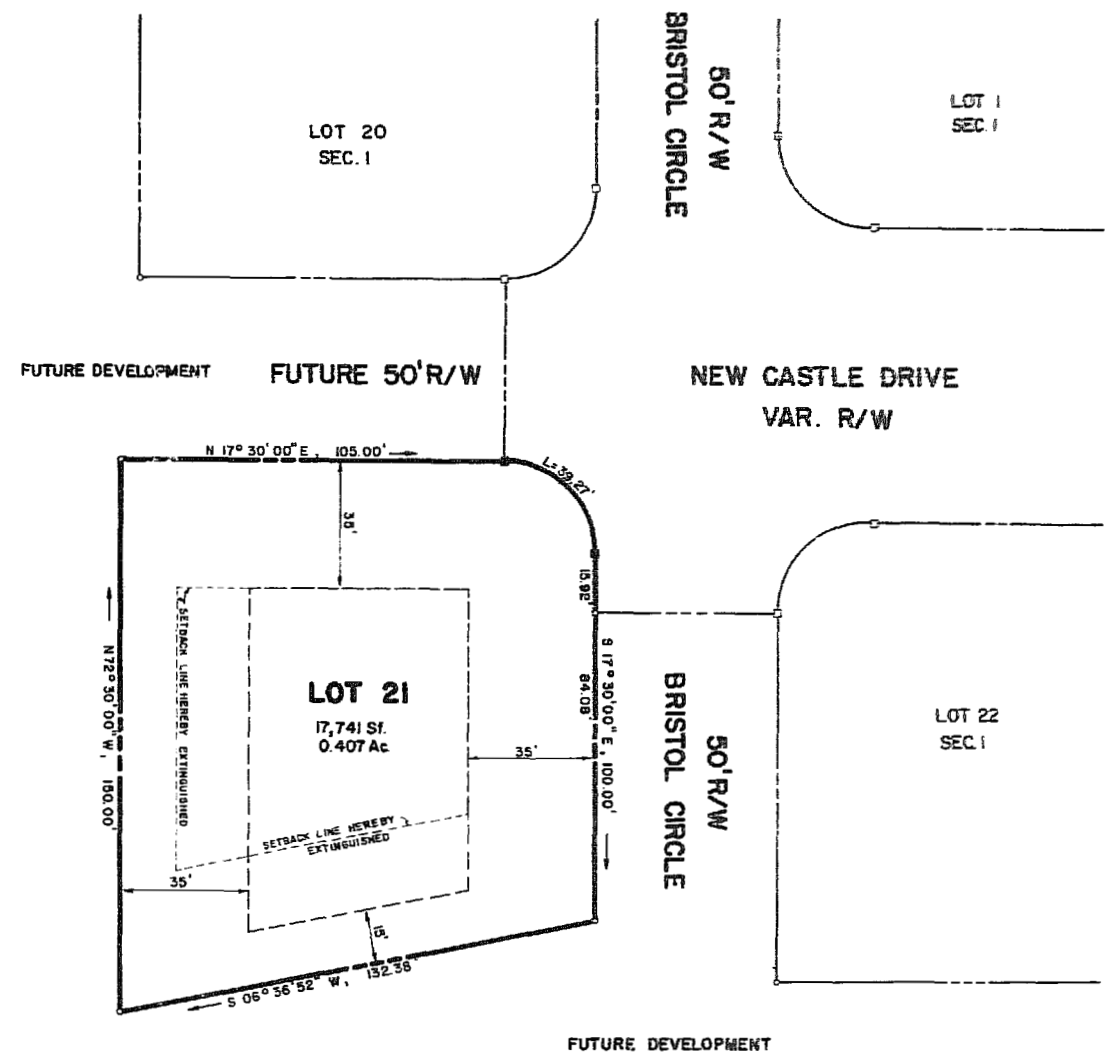 BRISTOL CIRCLE
50' R/W
LOT 1
SEC. 1
LOT 20
SEC. 1
FUTURE DEVELOPMENT
FUTURE 50' R/W
NEW CASTLE DRIVE
VAR. R/W
N 17° 30' 00" E, 105.00'
L=39.27'
35'
15.92'
SETBACK LINE HEREBY EXTINGUISHED
N 72° 30' 00" W, 150.00'
LOT 21
17,741 Sf.
0.407 Ac.
S 17° 30' 00" E, 100.00'
84.08'
35'
BRISTOL CIRCLE
50' R/W
LOT 22
SEC. 1
SETBACK LINE HEREBY
EXTINGUISHED
35'
15'
S 06° 36' 52" W, 132.38'
FUTURE DEVELOPMENT